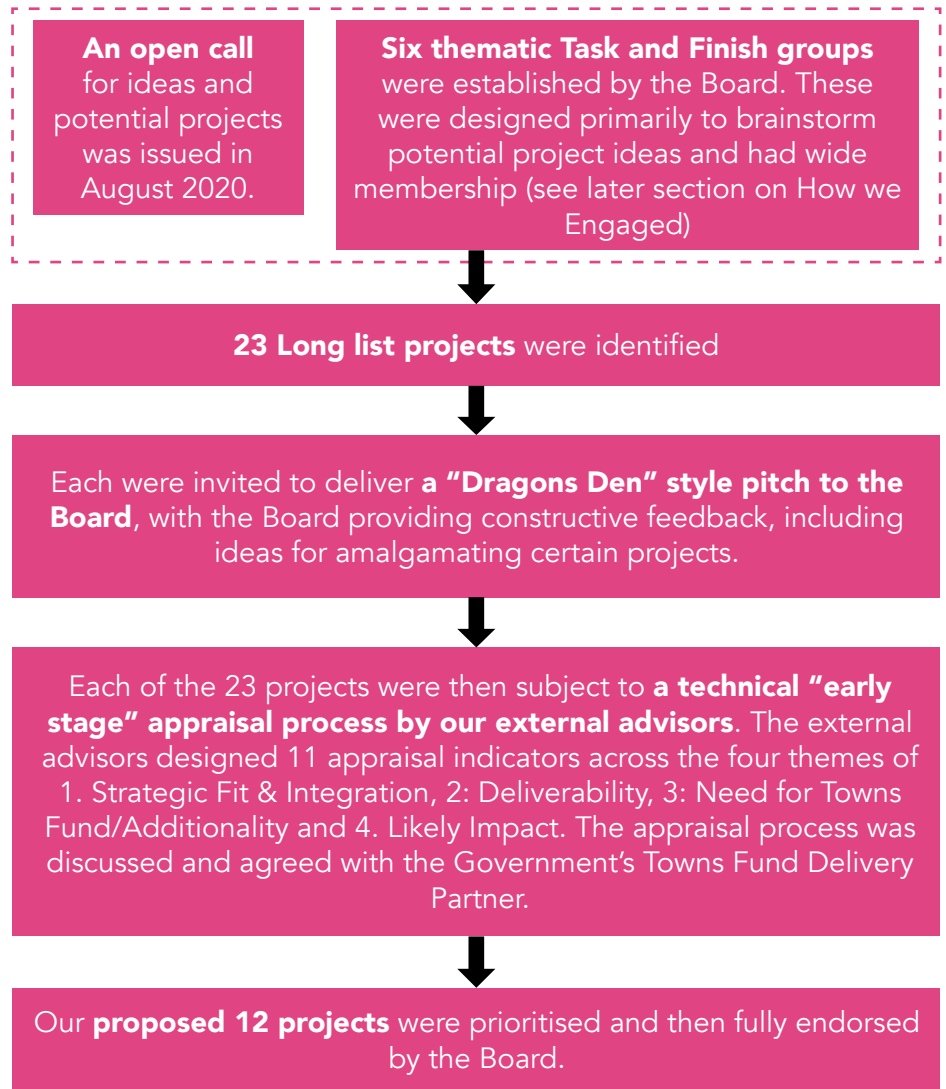 An open call
for ideas and
potential projects
was issued in
August 2020.
Six thematic Task and Finish groups
were established by the Board. These
were designed primarily to brainstorm
potential project ideas and had wide
membership (see later section on How we
Engaged)
23 Long list projects were identified
Each were invited to deliver a "Dragons Den" style pitch to the
Board, with the Board providing constructive feedback, including
ideas for amalgamating certain projects.
Each of the 23 projects were then subject to a technical "early
stage" appraisal process by our external advisors. The external
advisors designed 11 appraisal indicators across the four themes of
1. Strategic Fit & Integration, 2: Deliverability, 3: Need for Towns
Fund/Additionality and 4. Likely Impact. The appraisal process was
discussed and agreed with the Government's Towns Fund Delivery
Partner.
Our proposed 12 projects were prioritised and then fully endorsed
by the Board.